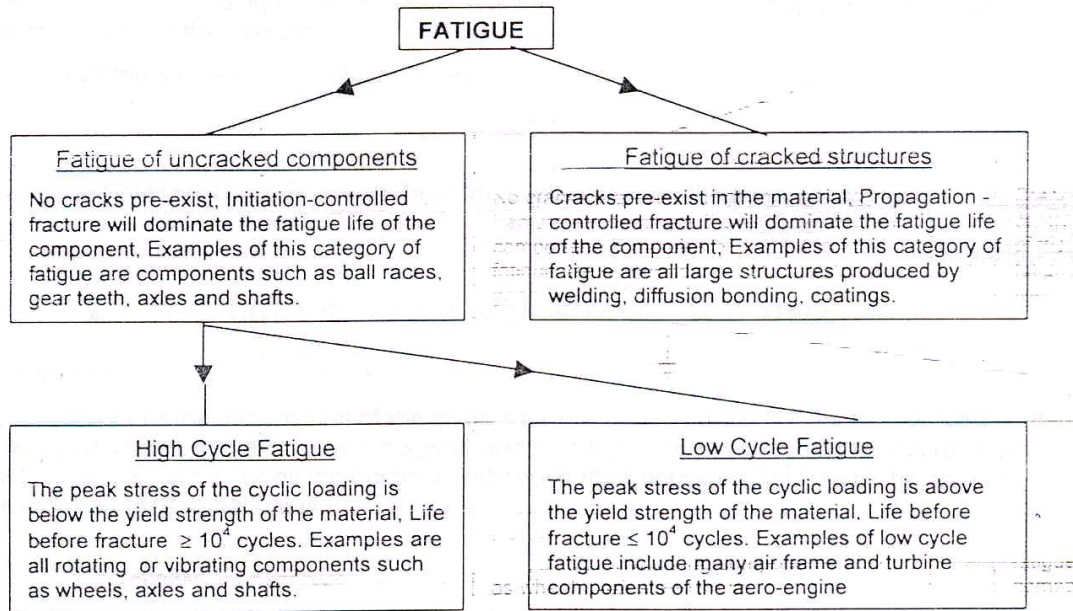 FATIGUE
Fatigue of uncracked components
No cracks pre-exist, Initiation-controlled
fracture will dominate the fatigue life of the
component, Examples of this category of
fatigue are components such as ball races,
gear teeth, axles and shafts.
Fatigue of cracked structures
Cracks pre-exist in the material, Propagation -
controlled fracture will dominate the fatigue life
of the component, Examples of this category of
fatigue are all large structures produced by
welding, diffusion bonding, coatings.
High Cycle Fatigue
The peak stress of the cyclic loading is
below the yield strength of the material, Life
before fracture ≥ 10⁴ cycles. Examples are
all rotating or vibrating components such
as wheels, axles and shafts.
Low Cycle Fatigue
The peak stress of the cyclic loading is above
the yield strength of the material, Life before
fracture ≤ 10⁴ cycles. Examples of low cycle
fatigue include many air frame and turbine
components of the aero-engine